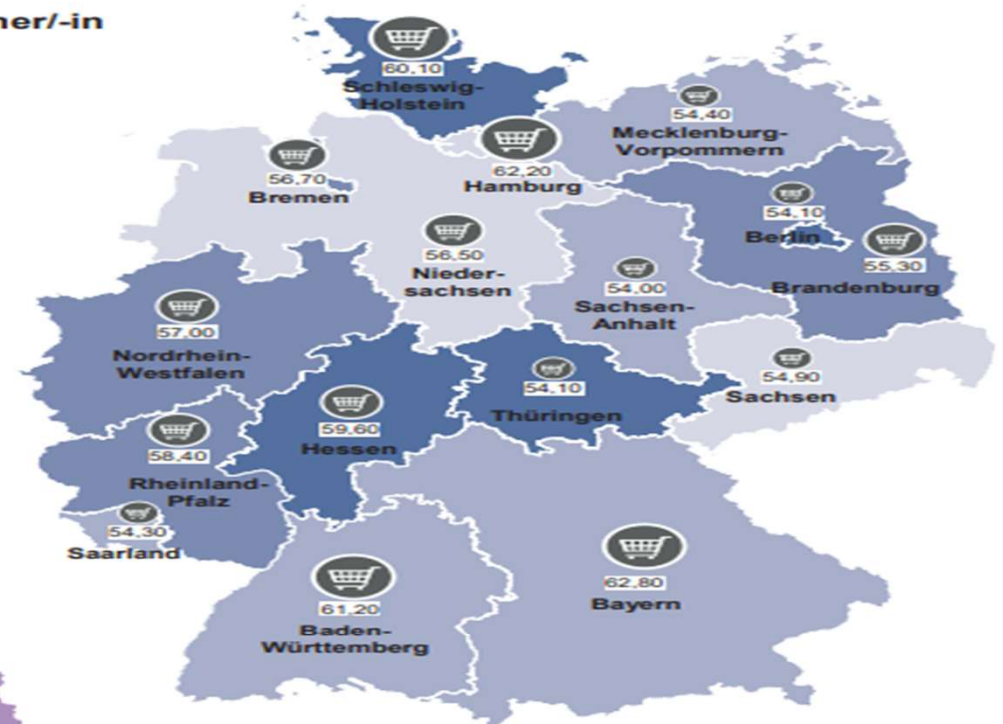 ner/-in
60,10
Schleswig-
Holstein
54,40
Mecklenburg-
Vorpommern
62,20
Hamburg
56,70
Bremen
54,10
Berlin
56,50
Nieder-
sachsen
55,30
Brandenburg
54,00
Sachsen-
Anhalt
57,00
Nordrhein-
Westfalen
54,90
Sachsen
54,10
Thüringen
59,60
Hessen
58,40
Rheinland-
Pfalz
54,30
Saarland
62,80
Bayern
61,20
Baden-
Württemberg